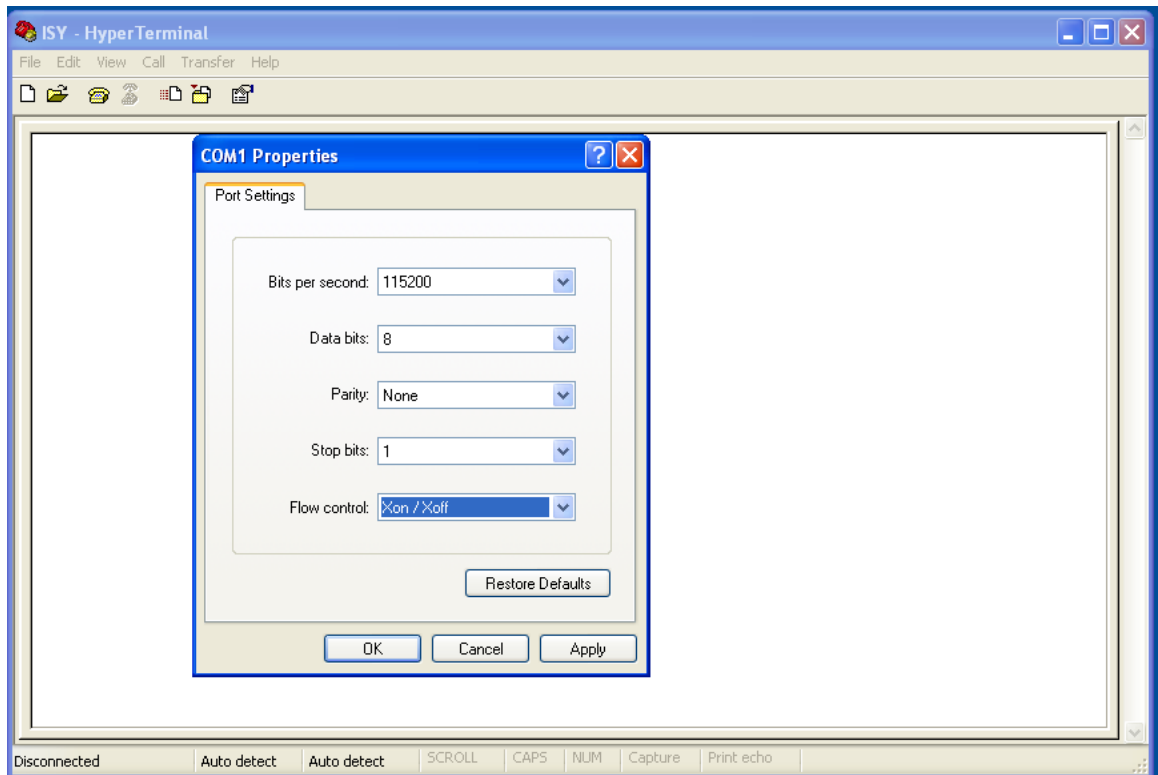 ISY - HyperTerminal
File Edit View Call Transfer Help
COM1 Properties
Port Settings
Bits per second: 115200
Data bits: 8
Parity: None
Stop bits: 1
Flow control: Xon / Xoff
Restore Defaults
OK Cancel Apply
Disconnected Auto detect Auto detect SCROLL CAPS NUM Capture Print echo